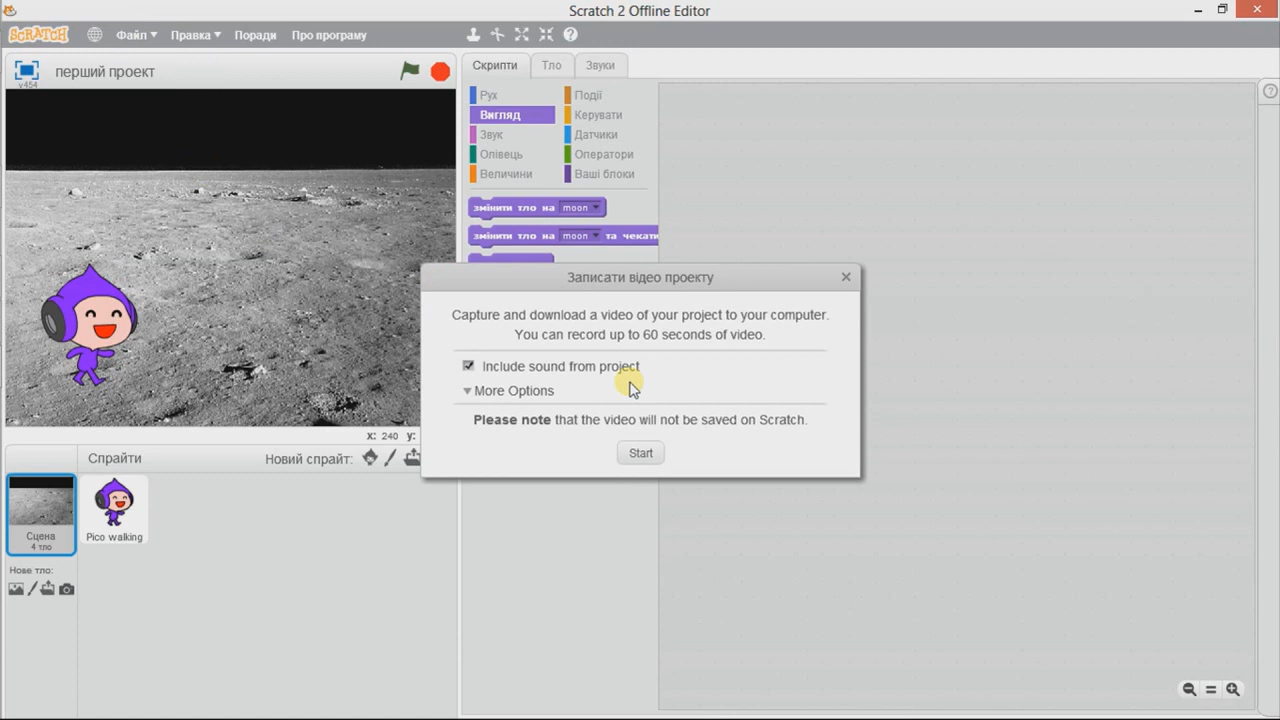 Scratch 2 Offline Editor
SCRATCH Файл Правка Поради Про програму
v454 перший проект
Скрипти Тло Звуки
Рух Події
Вигляд Керувати
Звук Датчики
Олівець Оператори
Величини Ваші блоки
змінити тло на moon
змінити тло на moon та чекати
Записати відео проекту
Capture and download a video of your project to your computer.
You can record up to 60 seconds of video.
Include sound from project
More Options
Please note that the video will not be saved on Scratch.
Start
x: 240 y:
Спрайти Новий спрайт:
Сцена
4 тло
Pico walking
Нове тло: